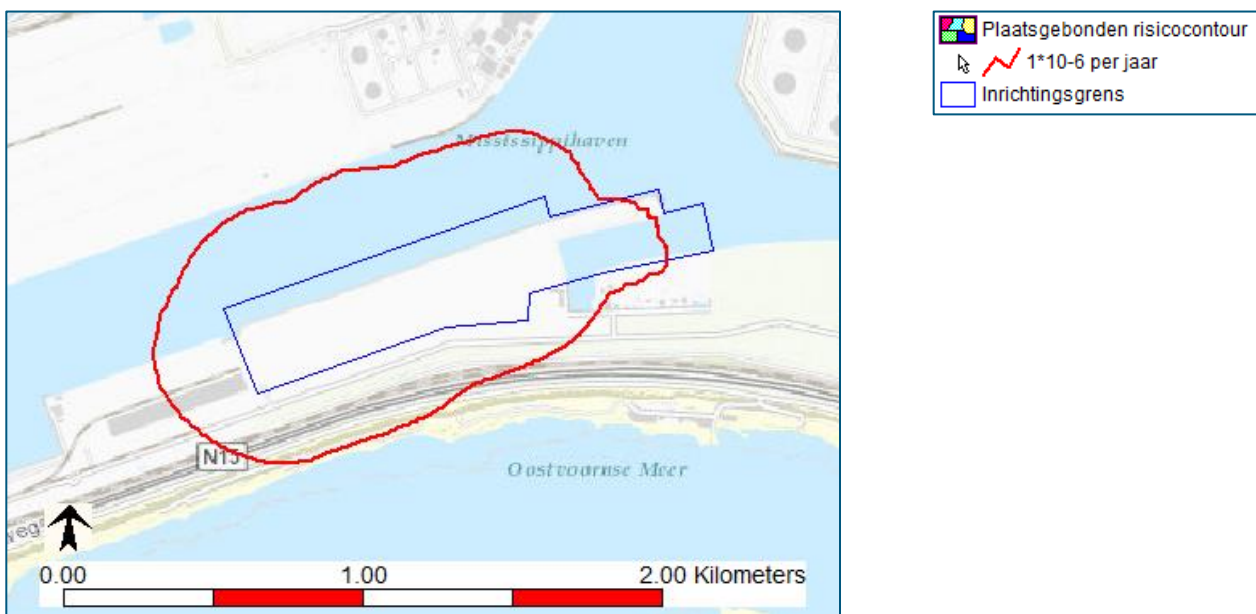 Plaatsgebonden risicocontour
1*10-6 per jaar
Inrichtingsgrens
Mississippihaven
N15
Oostvoornse Meer
weg
0.00 1.00 2.00 Kilometers